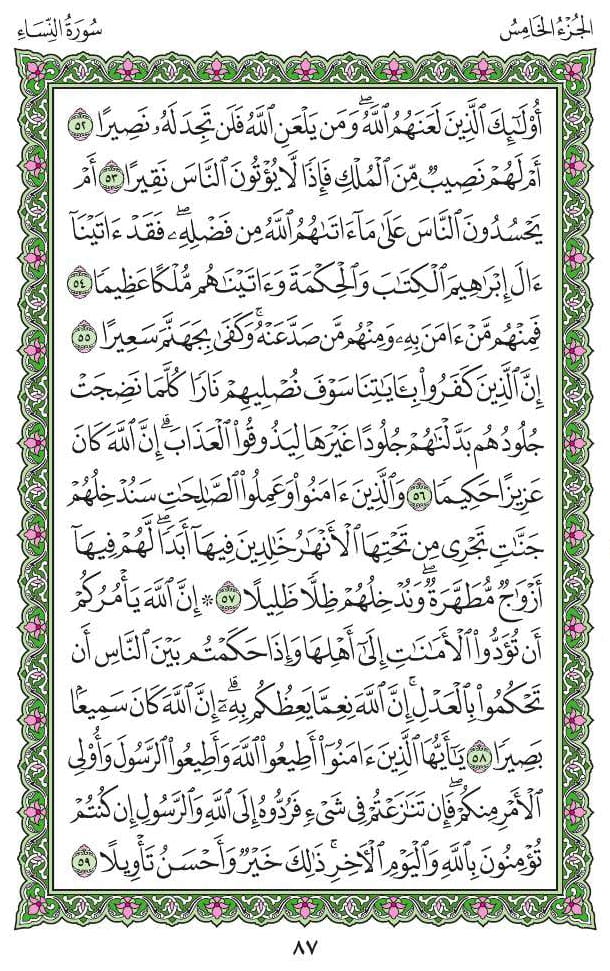 الجُزْءُ الخَامِسُ
سُورَةُ النِّسَاءِ
أُوْلَٰٓئِكَ ٱلَّذِينَ لَعَنَهُمُ ٱللَّهُۖ وَمَن يَلْعَنِ ٱللَّهُ فَلَن تَجِدَ لَهُۥ نَصِيرًا ٥٢
أَمْ لَهُمْ نَصِيبٌ مِّنَ ٱلْمُلْكِ فَإِذًا لَّا يُؤْتُونَ ٱلنَّاسَ نَقِيرًا ٥٣ أَمْ
يَحْسُدُونَ ٱلنَّاسَ عَلَىٰ مَآ ءَاتَىٰهُمُ ٱللَّهُ مِن فَضْلِهِۦۖ فَقَدْ ءَاتَيْنَآ
ءَالَ إِبْرَٰهِيمَ ٱلْكِتَٰبَ وَٱلْحِكْمَةَ وَءَاتَيْنَٰهُم مُّلْكًا عَظِيمًا ٥٤
فَمِنْهُم مَّنْ ءَامَنَ بِهِۦ وَمِنْهُم مَّن صَدَّ عَنْهُۚ وَكَفَىٰ بِجَهَنَّمَ سَعِيرًا ٥٥
إِنَّ ٱلَّذِينَ كَفَرُواْ بِـَٔايَٰتِنَا سَوْفَ نُصْلِيهِمْ نَارًا كُلَّمَا نَضِجَتْ
جُلُودُهُم بَدَّلْنَٰهُمْ جُلُودًا غَيْرَهَا لِيَذُوقُواْ ٱلْعَذَابَۗ إِنَّ ٱللَّهَ كَانَ
عَزِيزًا حَكِيمًا ٥٦ وَٱلَّذِينَ ءَامَنُواْ وَعَمِلُواْ ٱلصَّٰلِحَٰتِ سَنُدْخِلُهُمْ
جَنَّٰتٍ تَجْرِى مِن تَحْتِهَا ٱلْأَنْهَٰرُ خَٰلِدِينَ فِيهَآ أَبَدًاۖ لَّهُمْ فِيهَآ
أَزْوَٰجٌ مُّطَهَّرَةٌۖ وَنُدْخِلُهُمْ ظِلًّا ظَلِيلًا ٥٧ ۞ إِنَّ ٱللَّهَ يَأْمُرُكُمْ
أَن تُؤَدُّواْ ٱلْأَمَٰنَٰتِ إِلَىٰٓ أَهْلِهَا وَإِذَا حَكَمْتُم بَيْنَ ٱلنَّاسِ أَن
تَحْكُمُواْ بِٱلْعَدْلِۚ إِنَّ ٱللَّهَ نِعِمَّا يَعِظُكُم بِهِۦٓۗ إِنَّ ٱللَّهَ كَانَ سَمِيعًۢا
بَصِيرًا ٥٨ يَٰٓأَيُّهَا ٱلَّذِينَ ءَامَنُوٓاْ أَطِيعُواْ ٱللَّهَ وَأَطِيعُواْ ٱلرَّسُولَ وَأُوْلِى
ٱلْأَمْرِ مِنكُمْۖ فَإِن تَنَٰزَعْتُمْ فِى شَىْءٍ فَرُدُّوهُ إِلَى ٱللَّهِ وَٱلرَّسُولِ إِن كُنتُمْ
تُؤْمِنُونَ بِٱللَّهِ وَٱلْيَوْمِ ٱلْأَخِرِۚ ذَٰلِكَ خَيْرٌ وَأَحْسَنُ تَأْوِيلًا ٥٩
٨٧